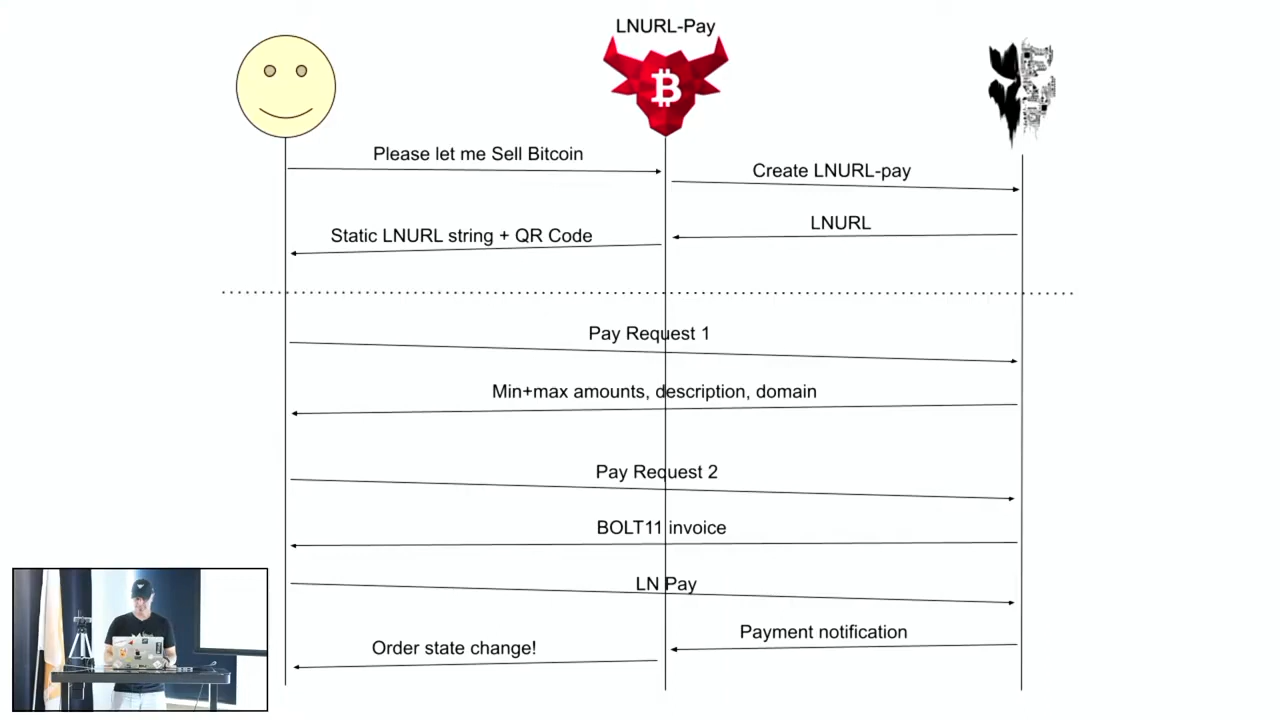 LNURL-Pay
Please let me Sell Bitcoin
Create LNURL-pay
LNURL
Static LNURL string + QR Code
Pay Request 1
Min+max amounts, description, domain
Pay Request 2
BOLT11 invoice
LN Pay
Payment notification
Order state change!